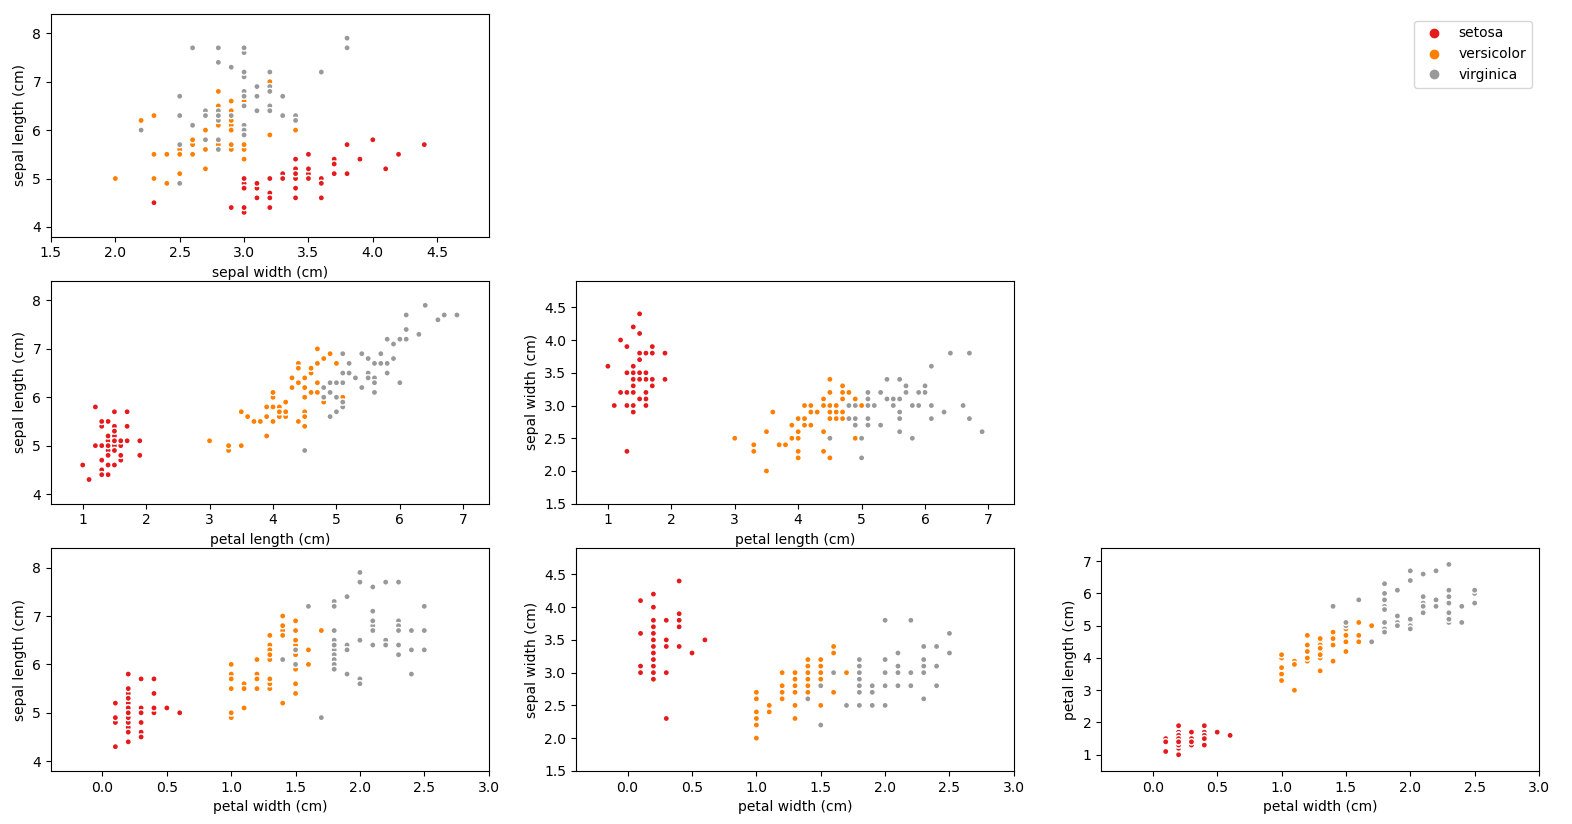 setosa
versicolor
virginica
8
7
6
5
4
sepal length (cm)
1.5 2.0 2.5 3.0 3.5 4.0 4.5
sepal width (cm)
8
7
6
5
4
sepal length (cm)
1 2 3 4 5 6 7
petal length (cm)
4.5
4.0
3.5
3.0
2.5
2.0
1.5
sepal width (cm)
1 2 3 4 5 6 7
petal length (cm)
8
7
6
5
4
sepal length (cm)
0.0 0.5 1.0 1.5 2.0 2.5 3.0
petal width (cm)
4.5
4.0
3.5
3.0
2.5
2.0
1.5
sepal width (cm)
0.0 0.5 1.0 1.5 2.0 2.5 3.0
petal width (cm)
7
6
5
4
3
2
1
petal length (cm)
0.0 0.5 1.0 1.5 2.0 2.5 3.0
petal width (cm)